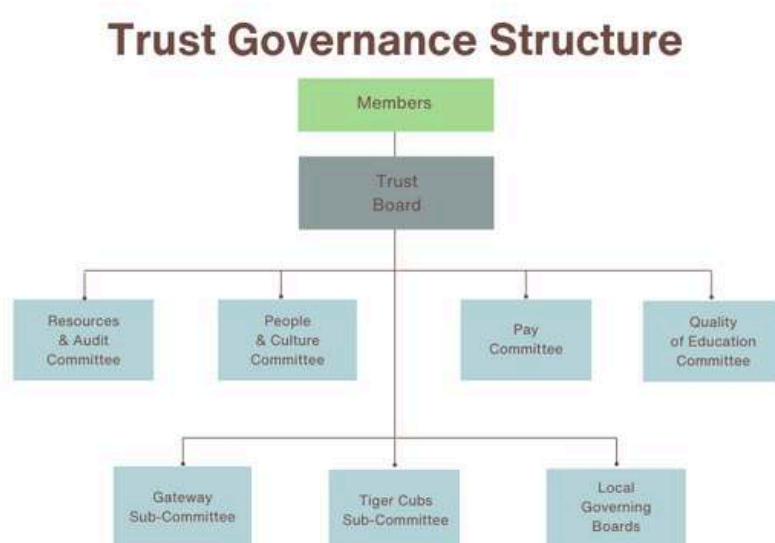 Trust Governance Structure
Members
Trust
Board
Resources
& Audit
Committee
People
& Culture
Committee
Pay
Committee
Quality
of Education
Committee
Gateway
Sub-Committee
Tiger Cubs
Sub-Committee
Local
Governing
Boards